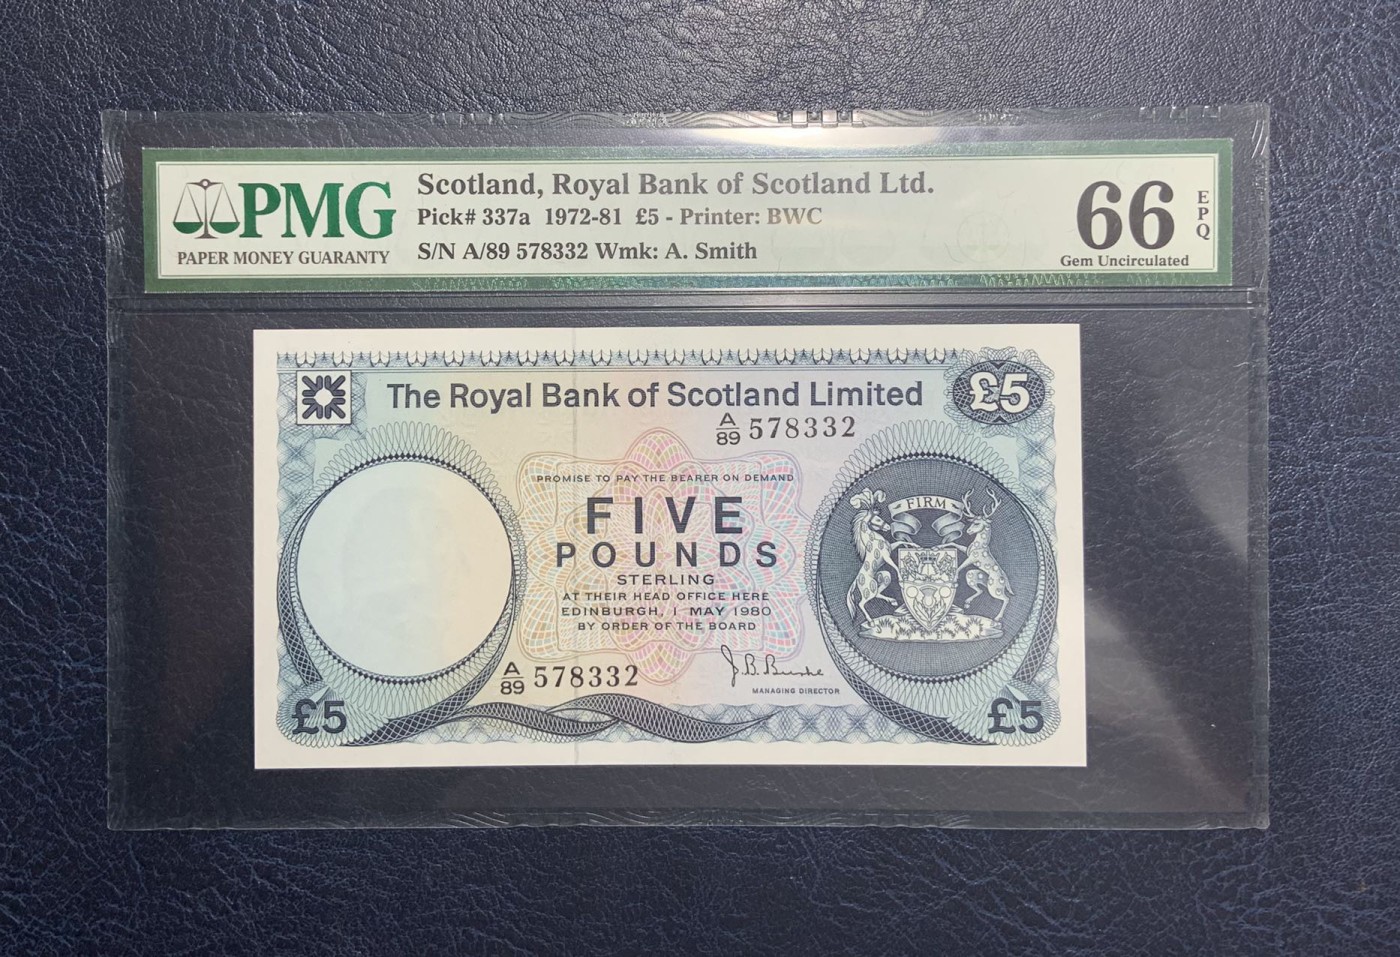 PMG
PAPER MONEY GUARANTY
Scotland, Royal Bank of Scotland Ltd.
Pick# 337a 1972-81 £5 - Printer: BWC
S/N A/89 578332 Wmk: A. Smith
66
EPQ
Gem Uncirculated
The Royal Bank of Scotland Limited
£5
A/89 578332
PROMISE TO PAY THE BEARER ON DEMAND
FIVE
POUNDS
STERLING
AT THEIR HEAD OFFICE HERE
EDINBURGH, 1 MAY 1980
BY ORDER OF THE BOARD
FIRM
A/89 578332
J.B. Burke
MANAGING DIRECTOR
£5
£5